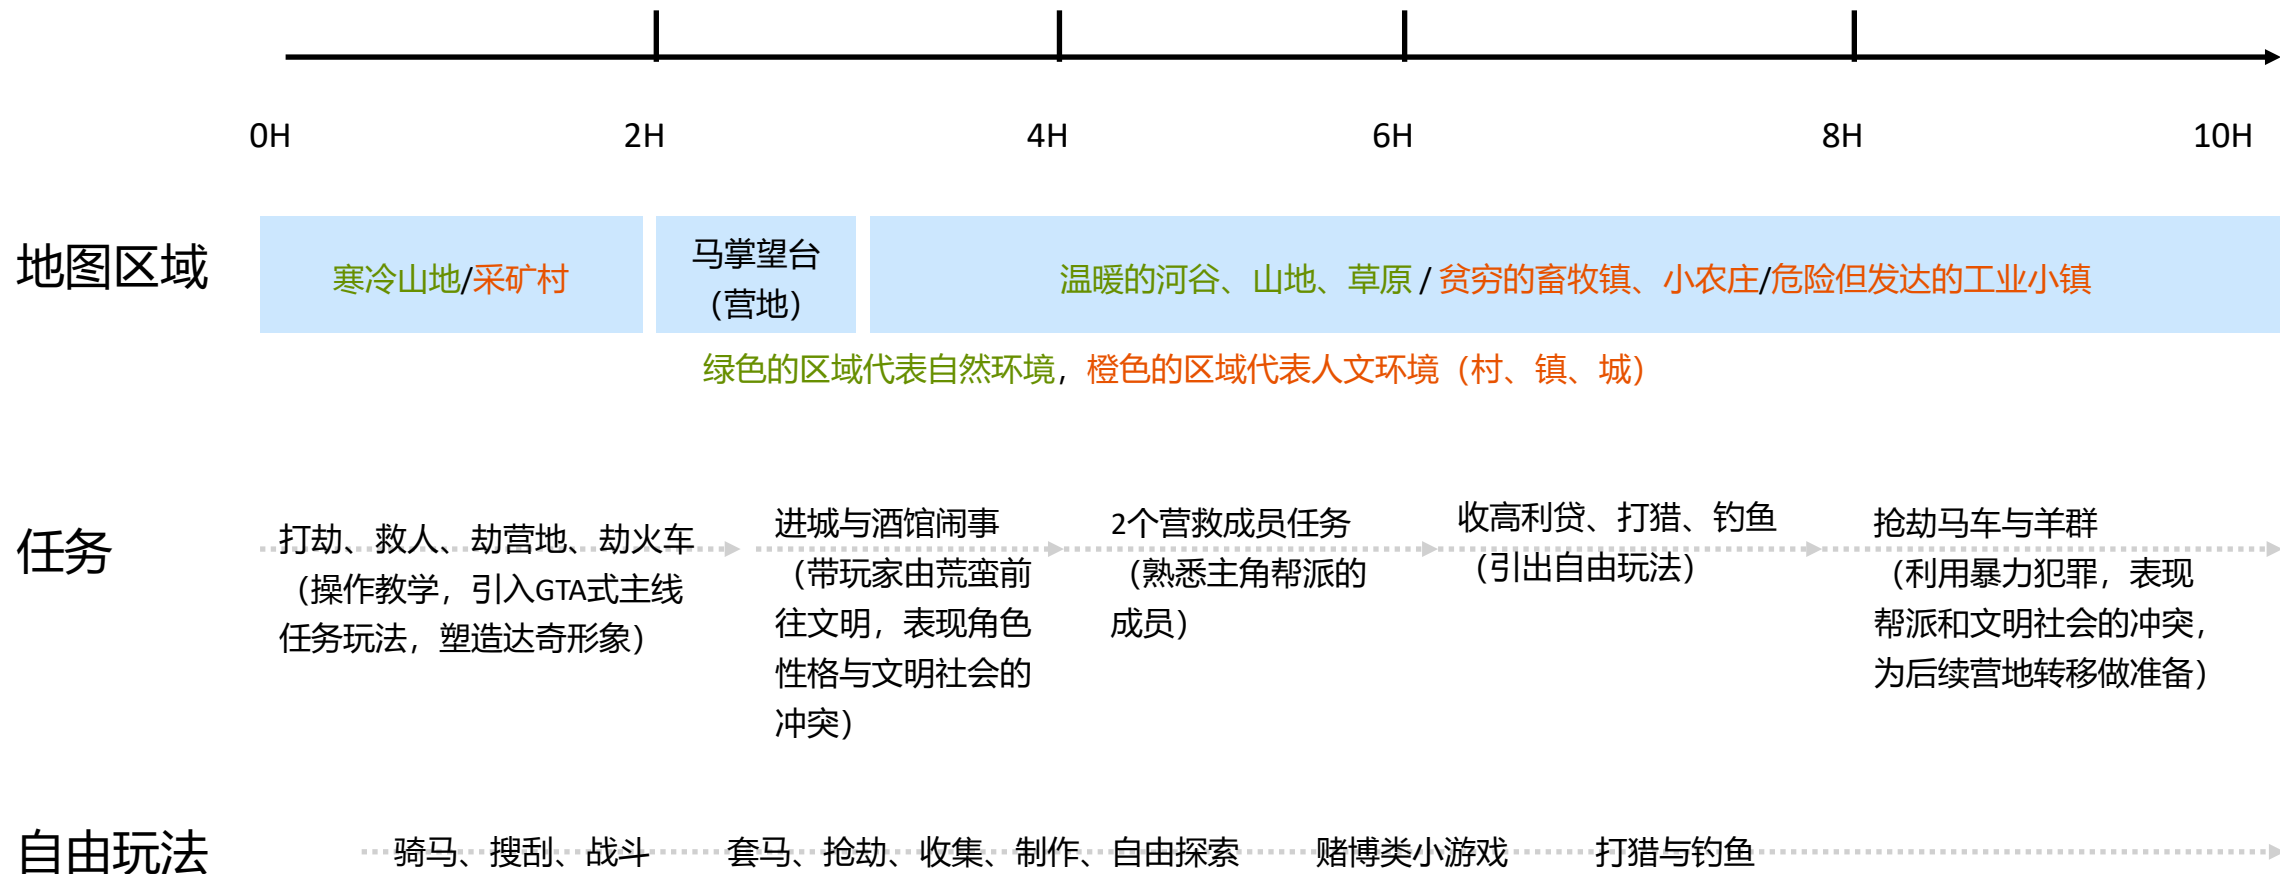 0H
2H
4H
6H
8H
10H
地图区域
寒冷山地/采矿村
马掌望台
（营地）
温暖的河谷、山地、草原 / 贫穷的畜牧镇、小农庄/危险但发达的工业小镇
绿色的区域代表自然环境，橙色的区域代表人文环境（村、镇、城）
任务
打劫、救人、劫营地、劫火车
（操作教学，引入GTA式主线
任务玩法，塑造达奇形象）
进城与酒馆闹事
（带玩家由荒蛮前
往文明，表现角色
性格与文明社会的
冲突）
2个营救成员任务
（熟悉主角帮派的
成员）
收高利贷、打猎、钓鱼
（引出自由玩法）
抢劫马车与羊群
（利用暴力犯罪，表现
帮派和文明社会的冲突，
为后续营地转移做准备）
自由玩法
骑马、搜刮、战斗
套马、抢劫、收集、制作、自由探索
赌博类小游戏
打猎与钓鱼